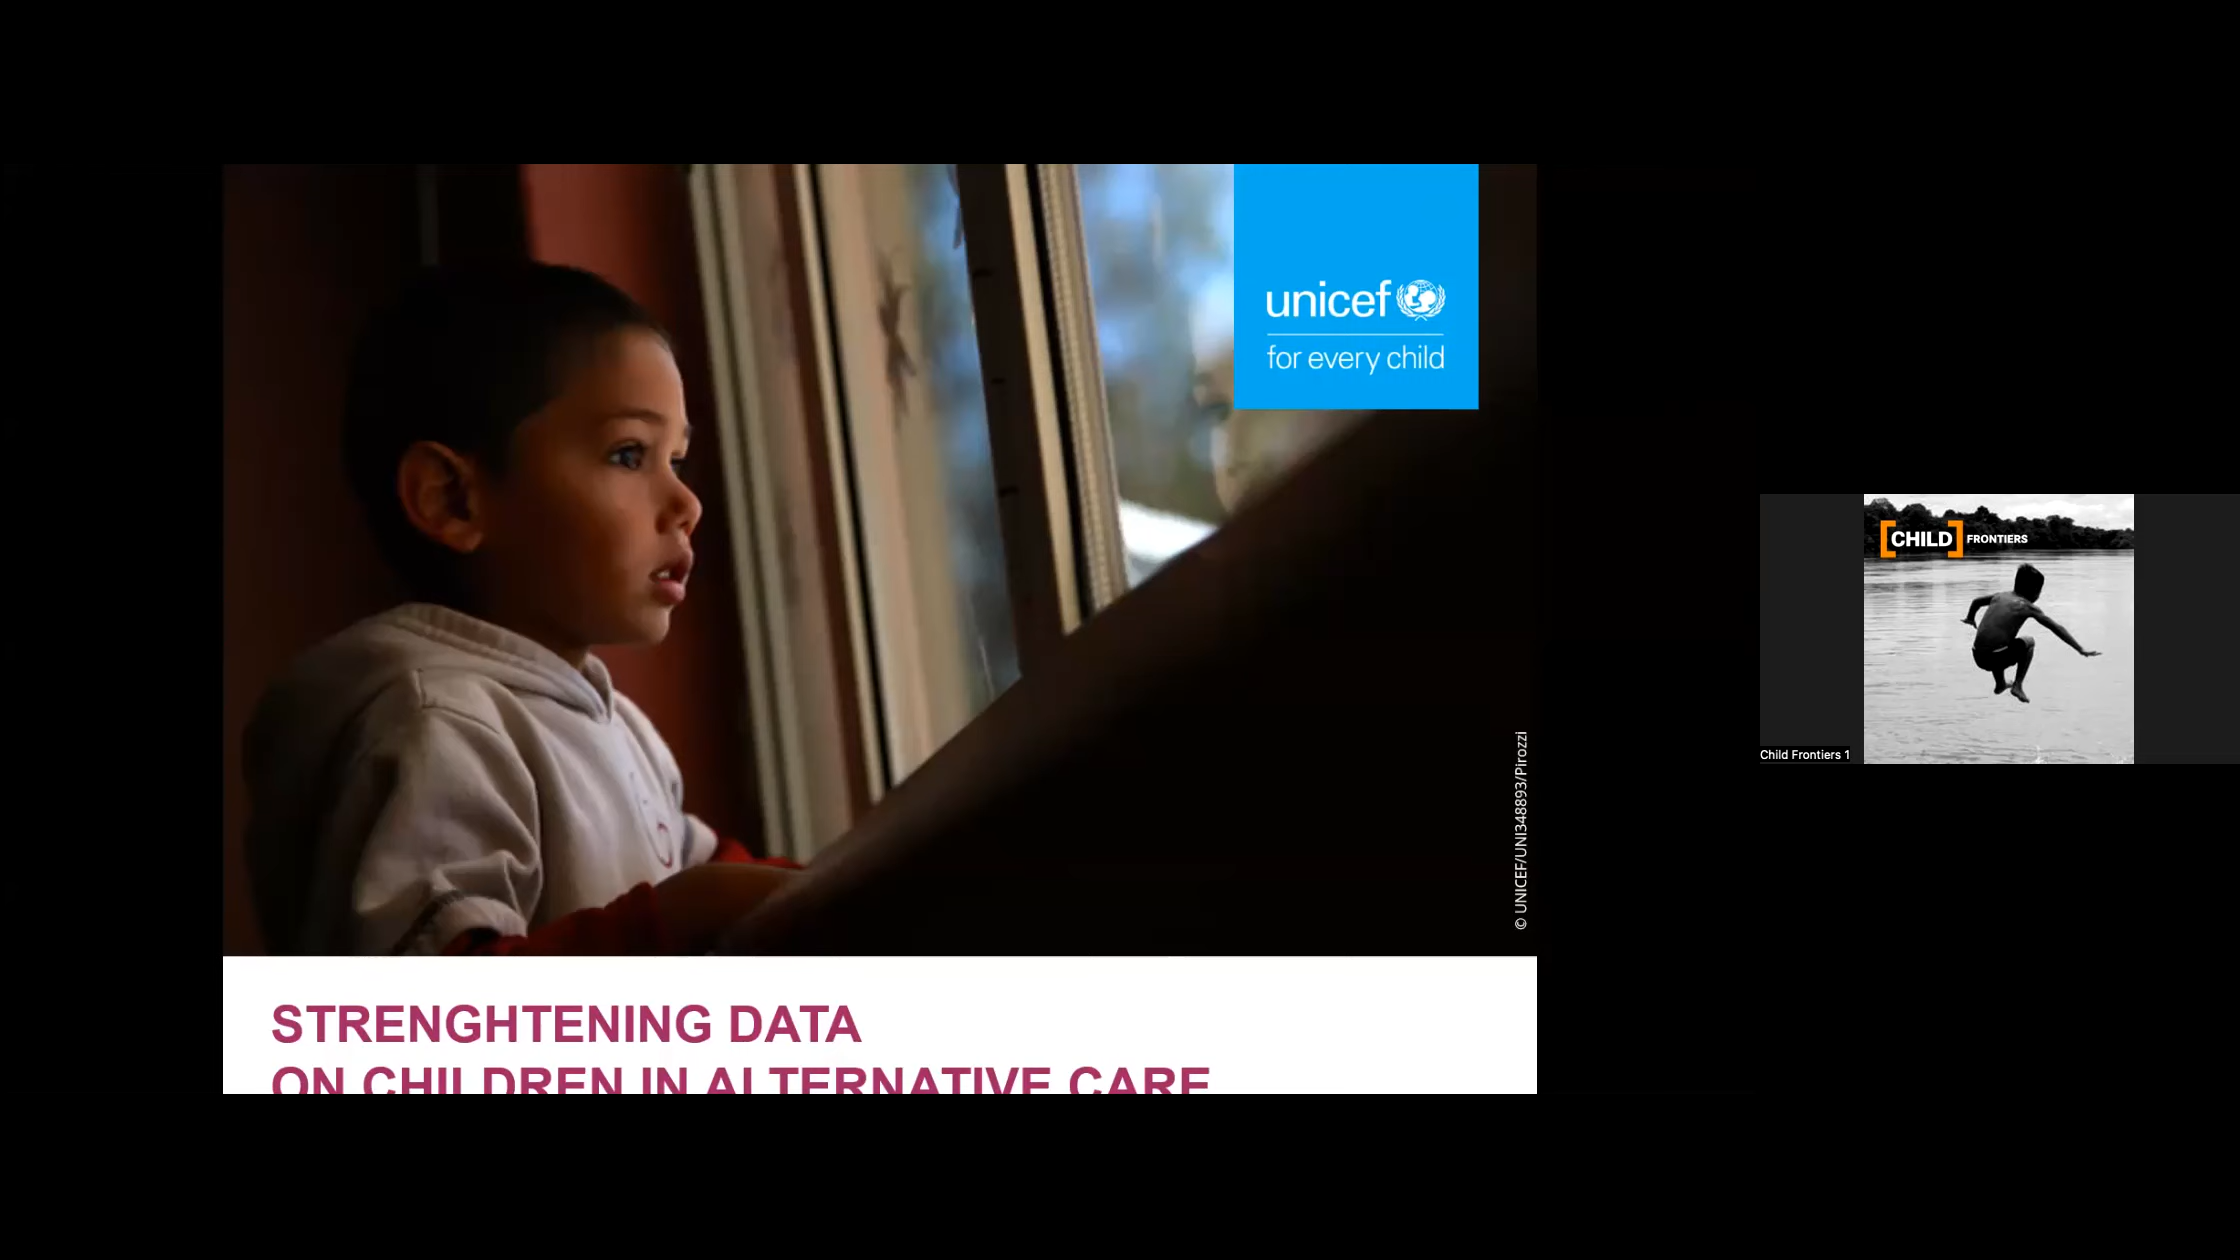 unicef
for every child
© UNICEF/UNI348893/Pirozzi
STRENGHTENING DATA
ON CHILDREN IN ALTERNATIVE CARE
[CHILD] FRONTIERS
Child Frontiers 1